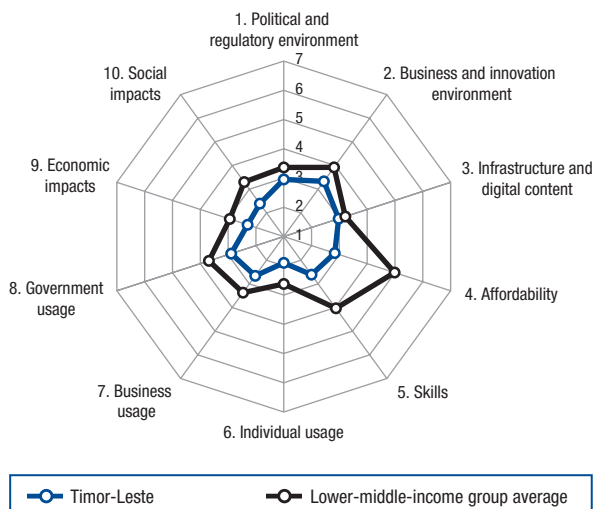 1. Political and
regulatory environment
10. Social
impacts
2. Business and innovation
environment
9. Economic
impacts
3. Infrastructure and
digital content
8. Government
usage
4. Affordability
7. Business
usage
5. Skills
6. Individual usage
7
6
5
4
3
2
1
Timor-Leste
Lower-middle-income group average